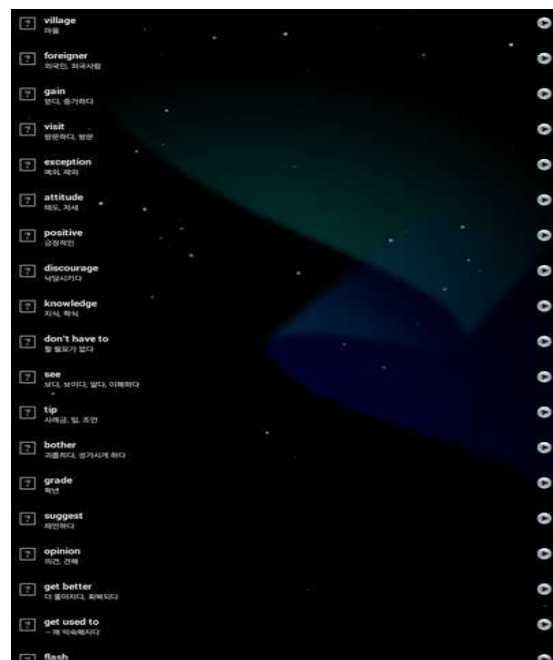 village
마을
foreigner
외국인, 외국사람
gain
얻다, 증가하다
visit
방문하다, 방문
exception
예외, 제외
attitude
태도, 자세
positive
긍정적인
discourage
낙담시키다
knowledge
지식, 학식
don't have to
할 필요가 없다
see
보다, 보이다, 알다, 이해하다
tip
사례금, 팁, 조언
bother
괴롭히다, 성가시게 하다
grade
학년
suggest
제안하다
opinion
의견, 견해
get better
더 좋아지다, 회복되다
get used to
~에 익숙해지다
flash